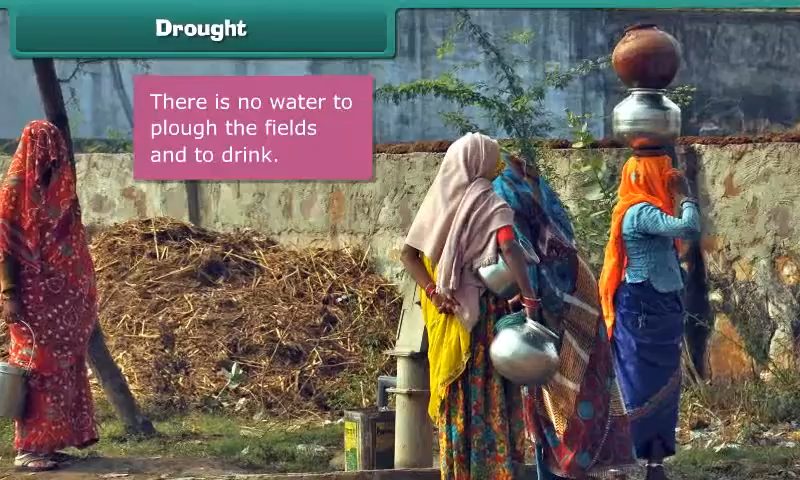 Drought
There is no water to
plough the fields
and to drink.